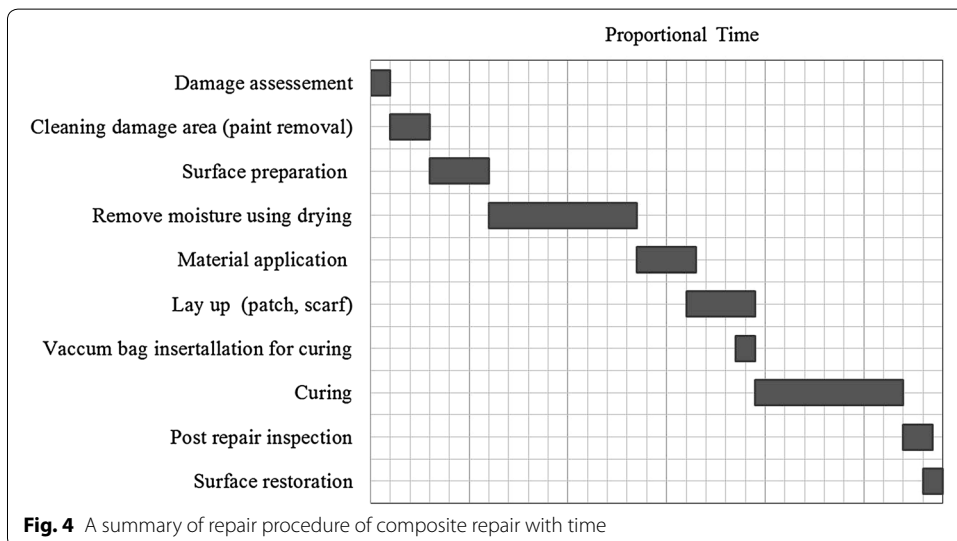 Proportional Time
Damage assessement
Cleaning damage area (paint removal)
Surface preparation
Remove moisture using drying
Material application
Lay up (patch, scarf)
Vaccum bag insertallation for curing
Curing
Post repair inspection
Surface restoration
Fig. 4 A summary of repair procedure of composite repair with time